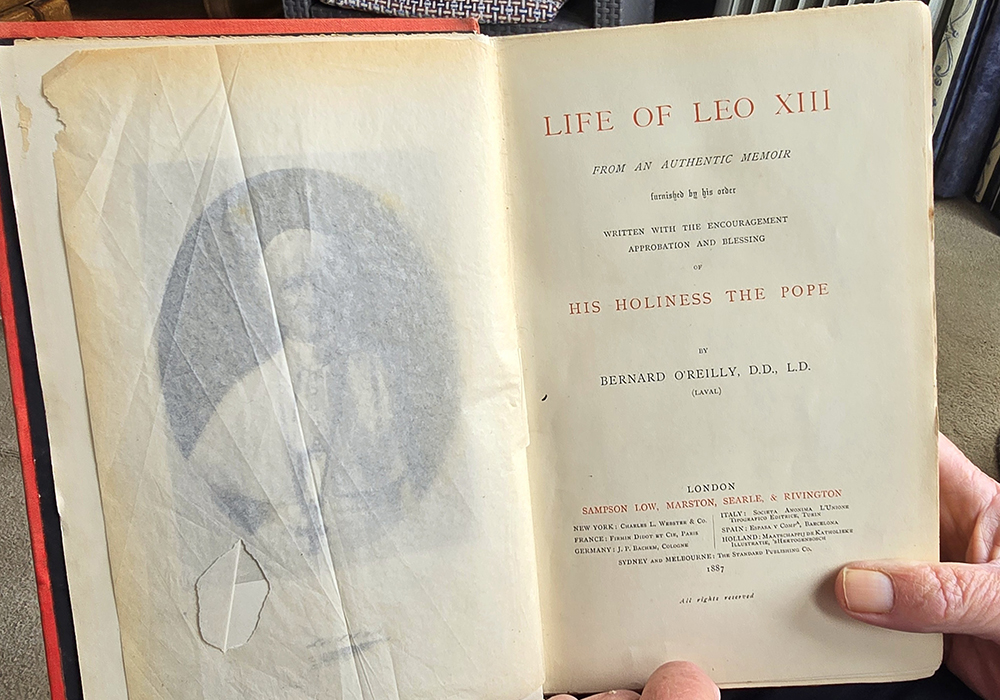 LIFE OF LEO XIII
FROM AN AUTHENTIC MEMOIR
furnished by his order
WRITTEN WITH THE ENCOURAGEMENT
APPROBATION AND BLESSING
OF
HIS HOLINESS THE POPE
BY
BERNARD O'REILLY, D.D., L.D.
(LAVAL)
LONDON
SAMPSON LOW, MARSTON, SEARLE, & RIVINGTON
NEW YORK: CHARLES L. WEBSTER & CO.
FRANCE: FIRMIN DIDOT ET CIE, PARIS
GERMANY: J. P. BACHEM, COLOGNE
ITALY: SOCIETA ANONIMA L'UNIONE
TIPOGRAFICO EDITRICE, TURIN
SPAIN: ESPASA Y COMPᴬ, BARCELONA
HOLLAND: MAATSCHAPPIJ DE KATHOLIEKE
ILLUSTRATIE, 'SHERTOGENBOSCH
SYDNEY AND MELBOURNE: THE STANDARD PUBLISHING CO.
1887
All rights reserved